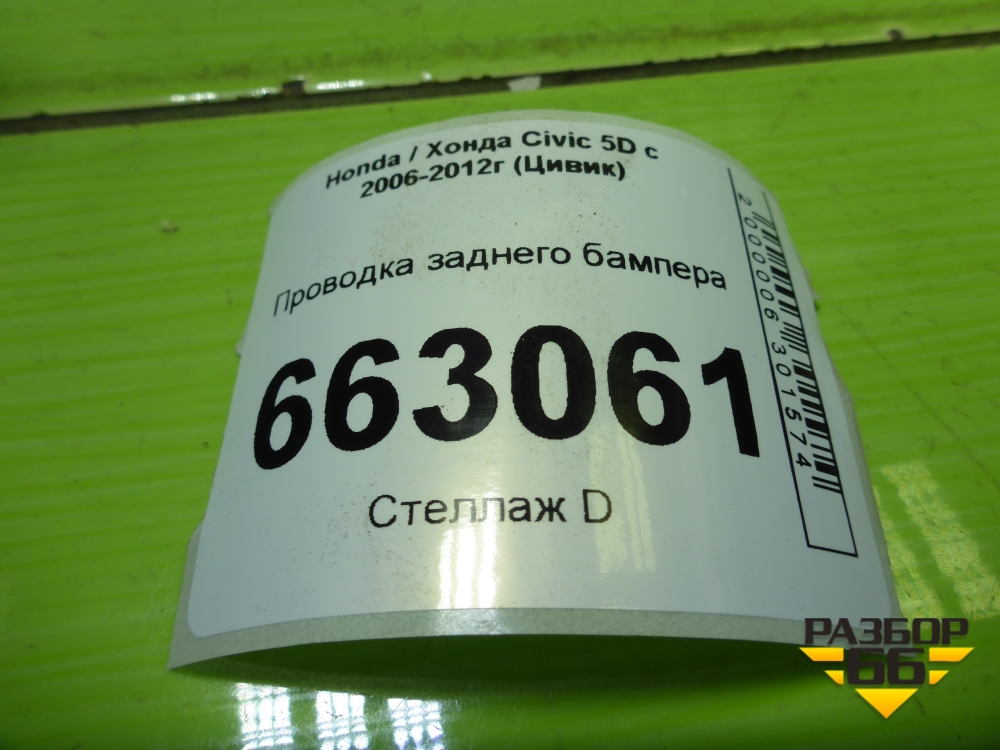 Honda / Хонда Civic 5D с
2006-2012г (Цивик)
Проводка заднего бампера
663061
Стеллаж D
2000006301574
РАЗБОР
66